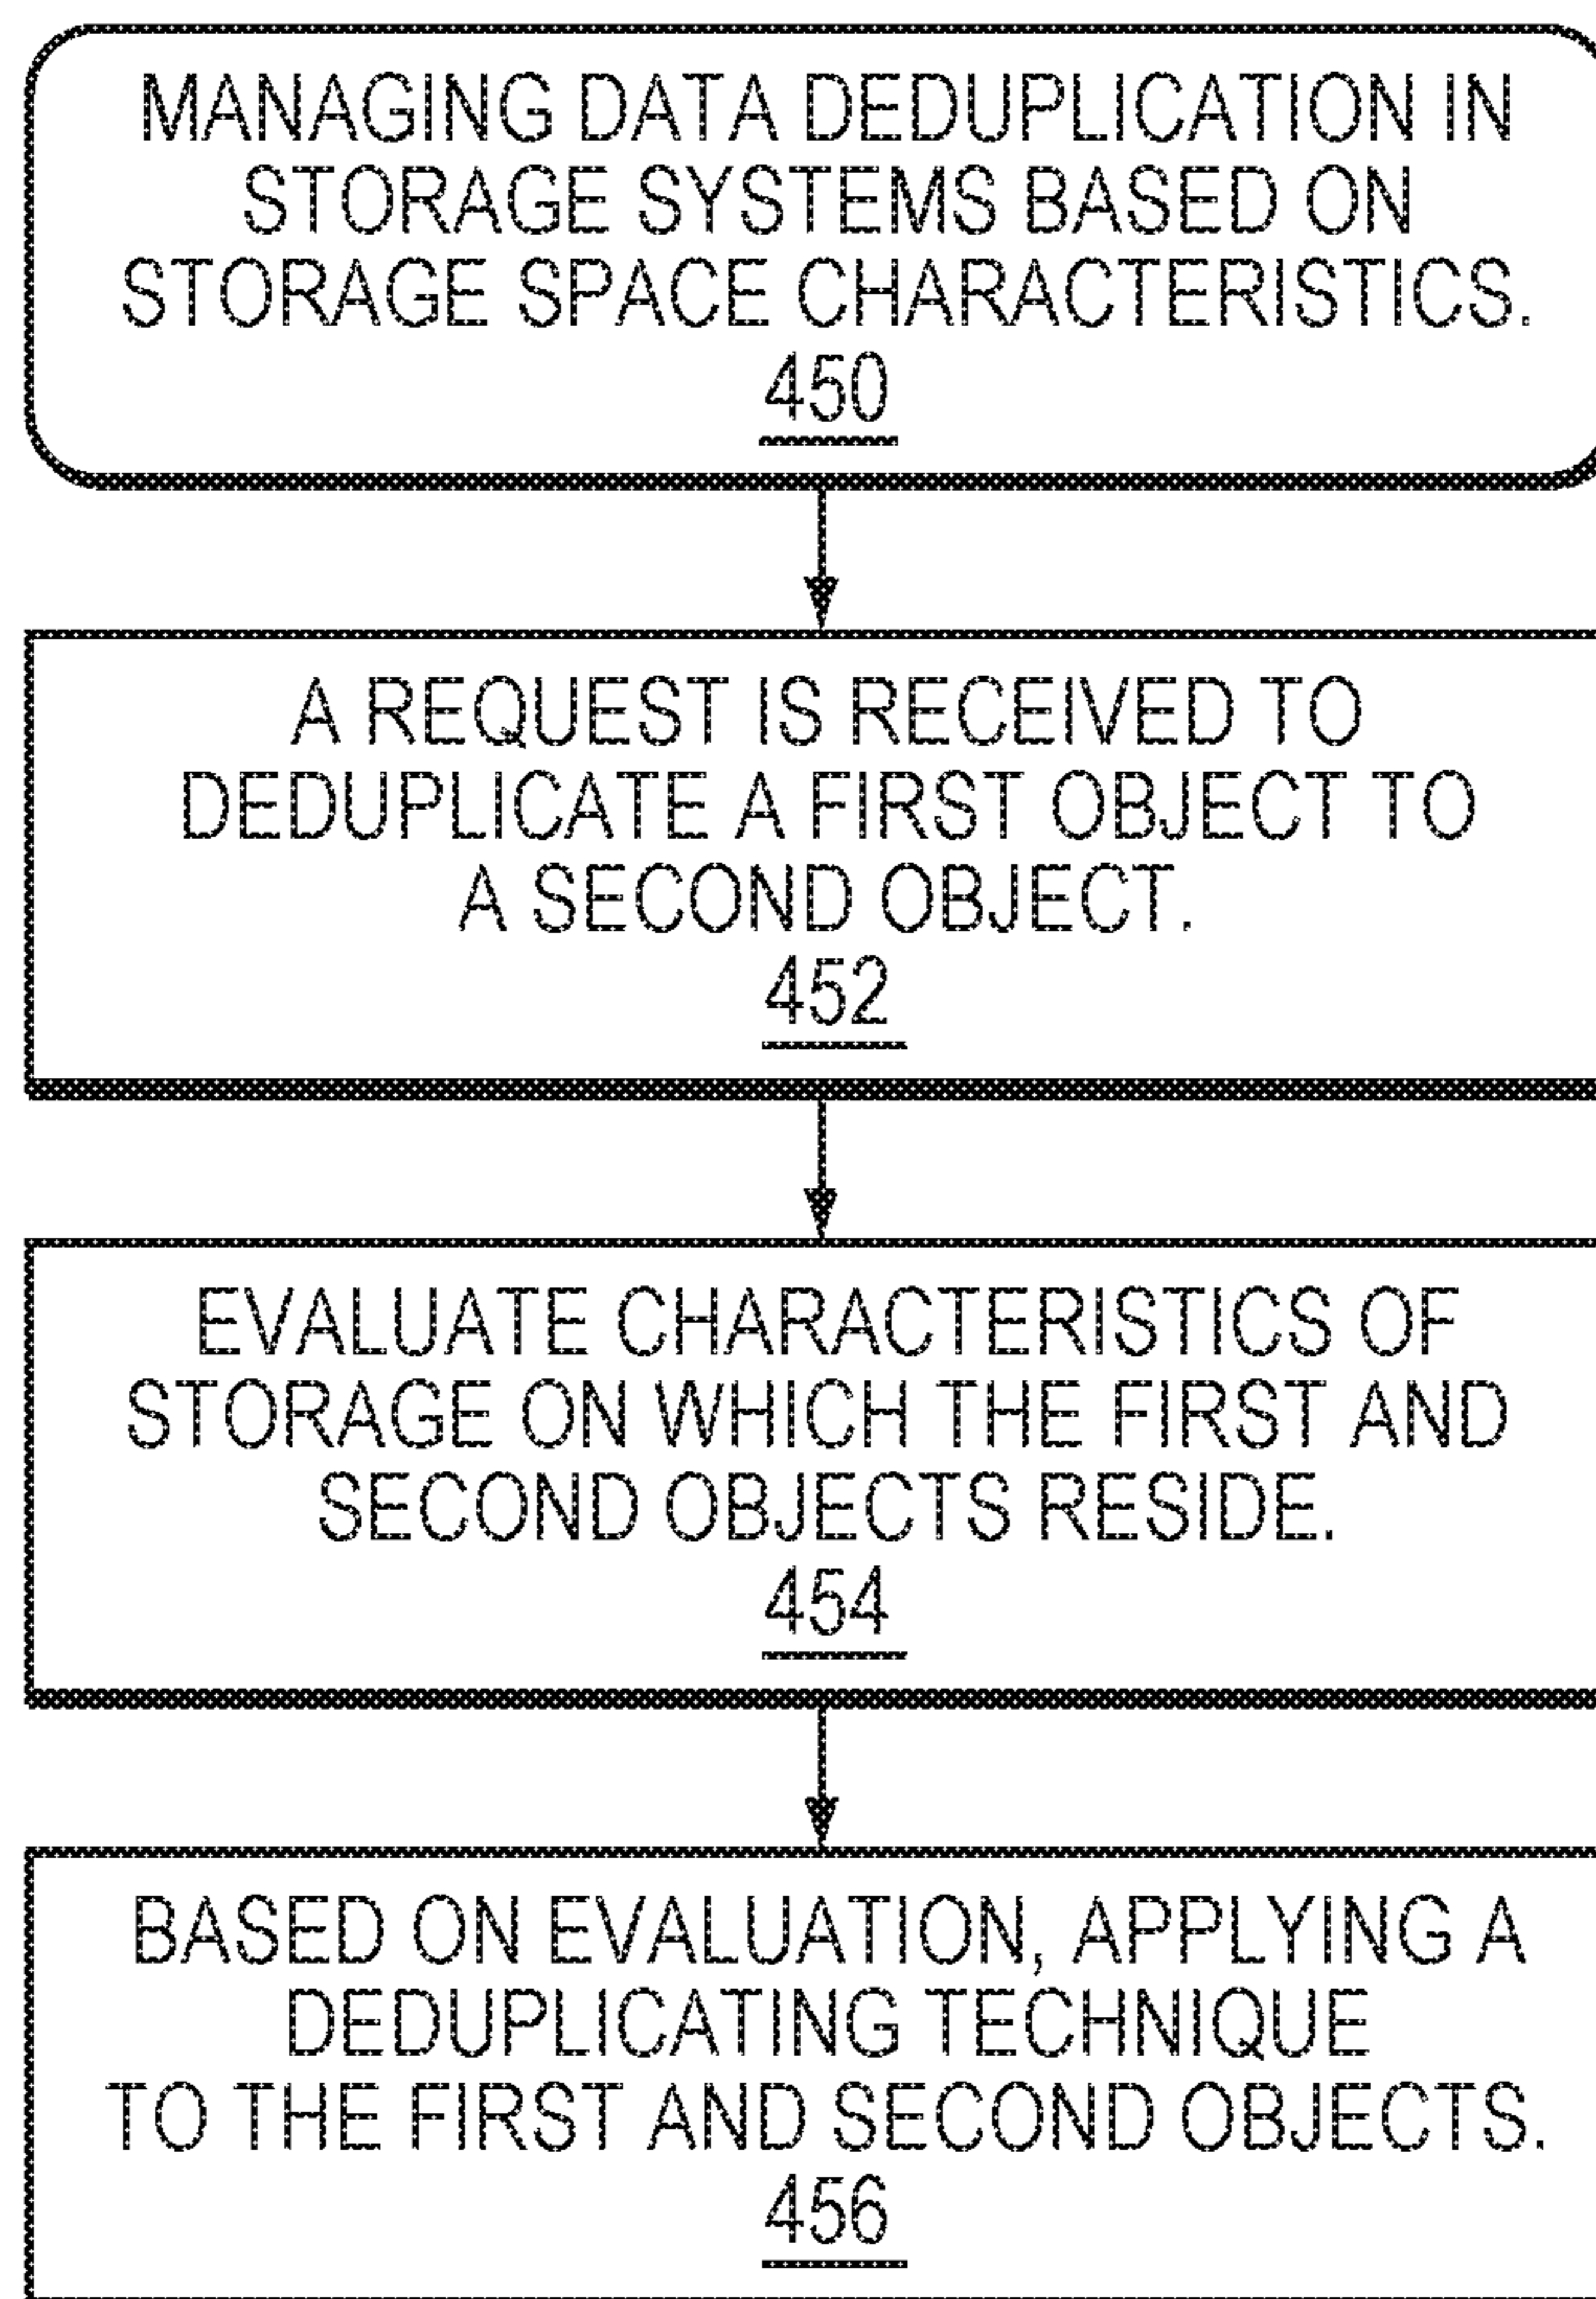 MANAGING DATA DEDUPLICATION IN
STORAGE SYSTEMS BASED ON
STORAGE SPACE CHARACTERISTICS.
450
A REQUEST IS RECEIVED TO
DEDUPLICATE A FIRST OBJECT TO
A SECOND OBJECT.
452
EVALUATE CHARACTERISTICS OF
STORAGE ON WHICH THE FIRST AND
SECOND OBJECTS RESIDE.
454
BASED ON EVALUATION, APPLYING A
DEDUPLICATING TECHNIQUE
TO THE FIRST AND SECOND OBJECTS.
456